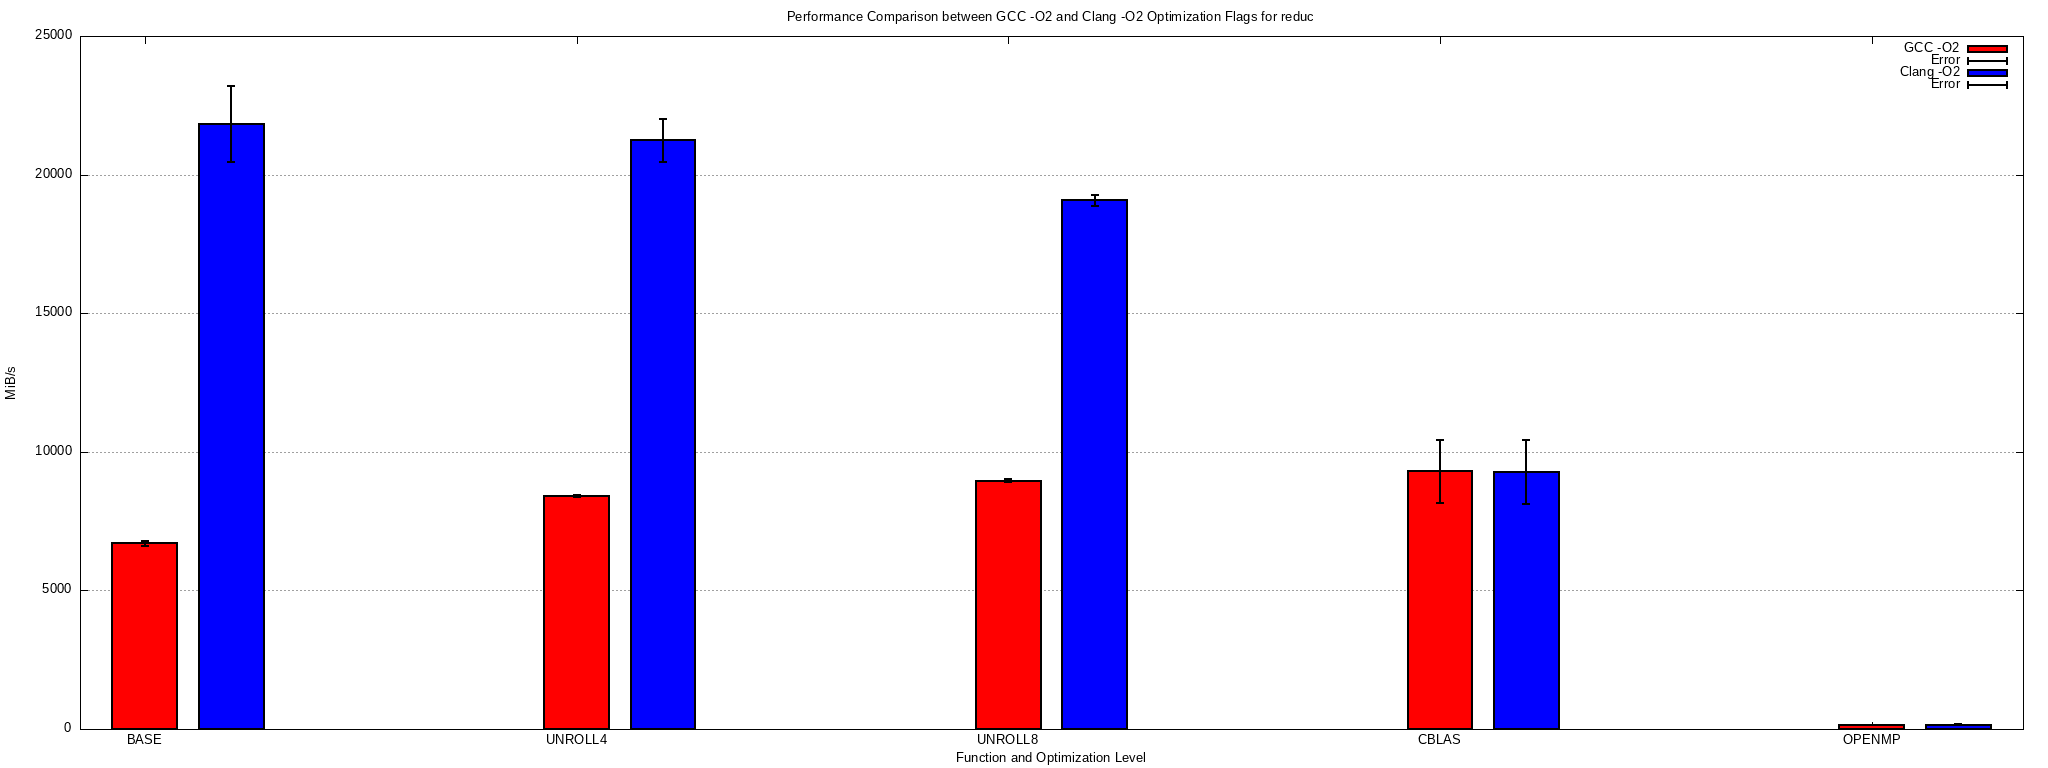 Performance Comparison between GCC -O2 and Clang -O2 Optimization Flags for reduc
25000
20000
15000
10000
5000
0
MiB/s
GCC -O2
Error
Clang -O2
Error
BASE
UNROLL4
UNROLL8
CBLAS
OPENMP
Function and Optimization Level